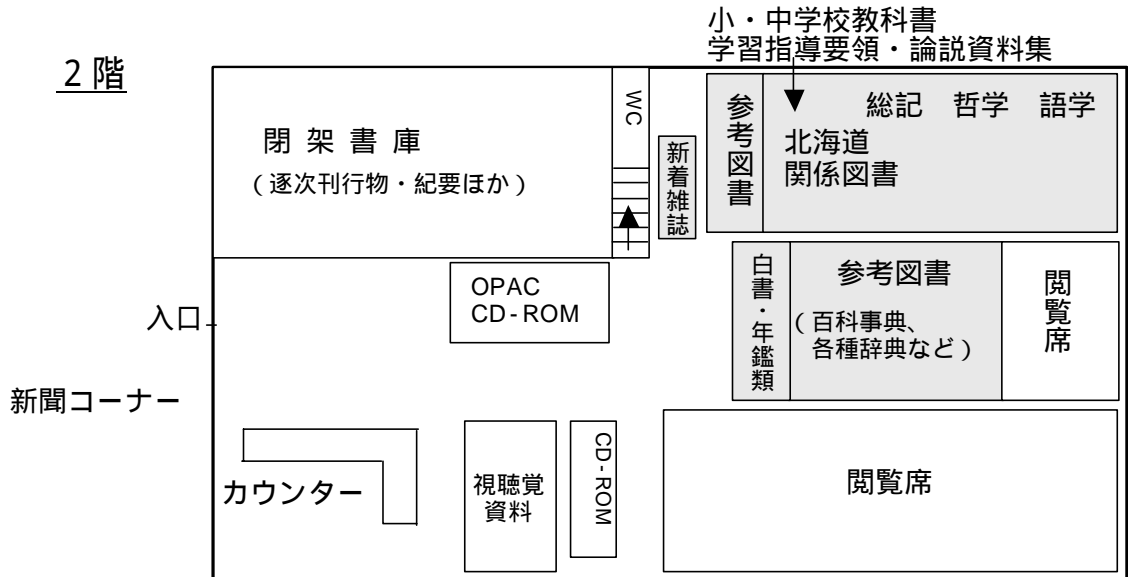 小・中学校教科書
学習指導要領・論説資料集
2階
WC
参考図書
総記 哲学 語学
北海道
関係図書
閉架書庫
(逐次刊行物・紀要ほか)
新着雑誌
OPAC
CD-ROM
白書・年鑑類
参考図書
(百科事典、
各種辞典など)
閲覧席
入口
新聞コーナー
カウンター
視聴覚
資料
CD-ROM
閲覧席